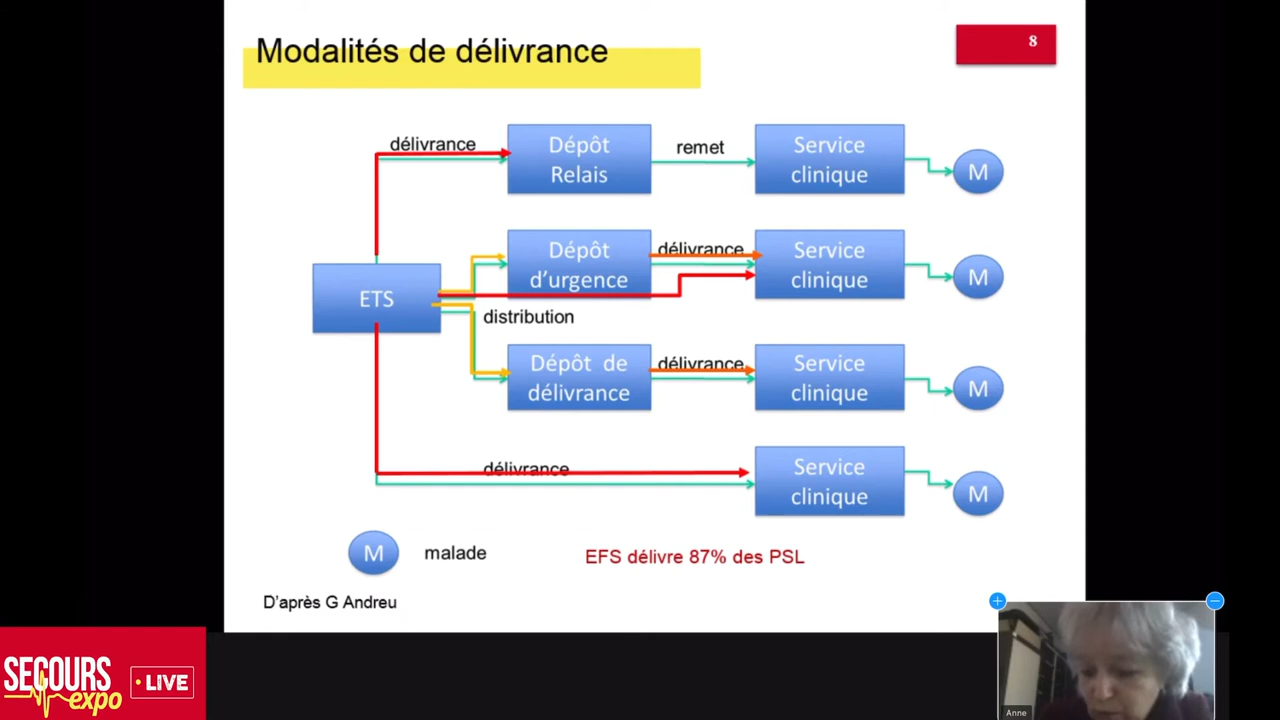 Modalités de délivrance
8
délivrance
Dépôt
Relais
remet
Service
clinique
M
Dépôt
d’urgence
délivrance
Service
clinique
M
ETS
distribution
Dépôt de
délivrance
délivrance
Service
clinique
M
délivrance
Service
clinique
M
M
malade
EFS délivre 87% des PSL
D’après G Andreu
SECOURS
expo
LIVE
Anne